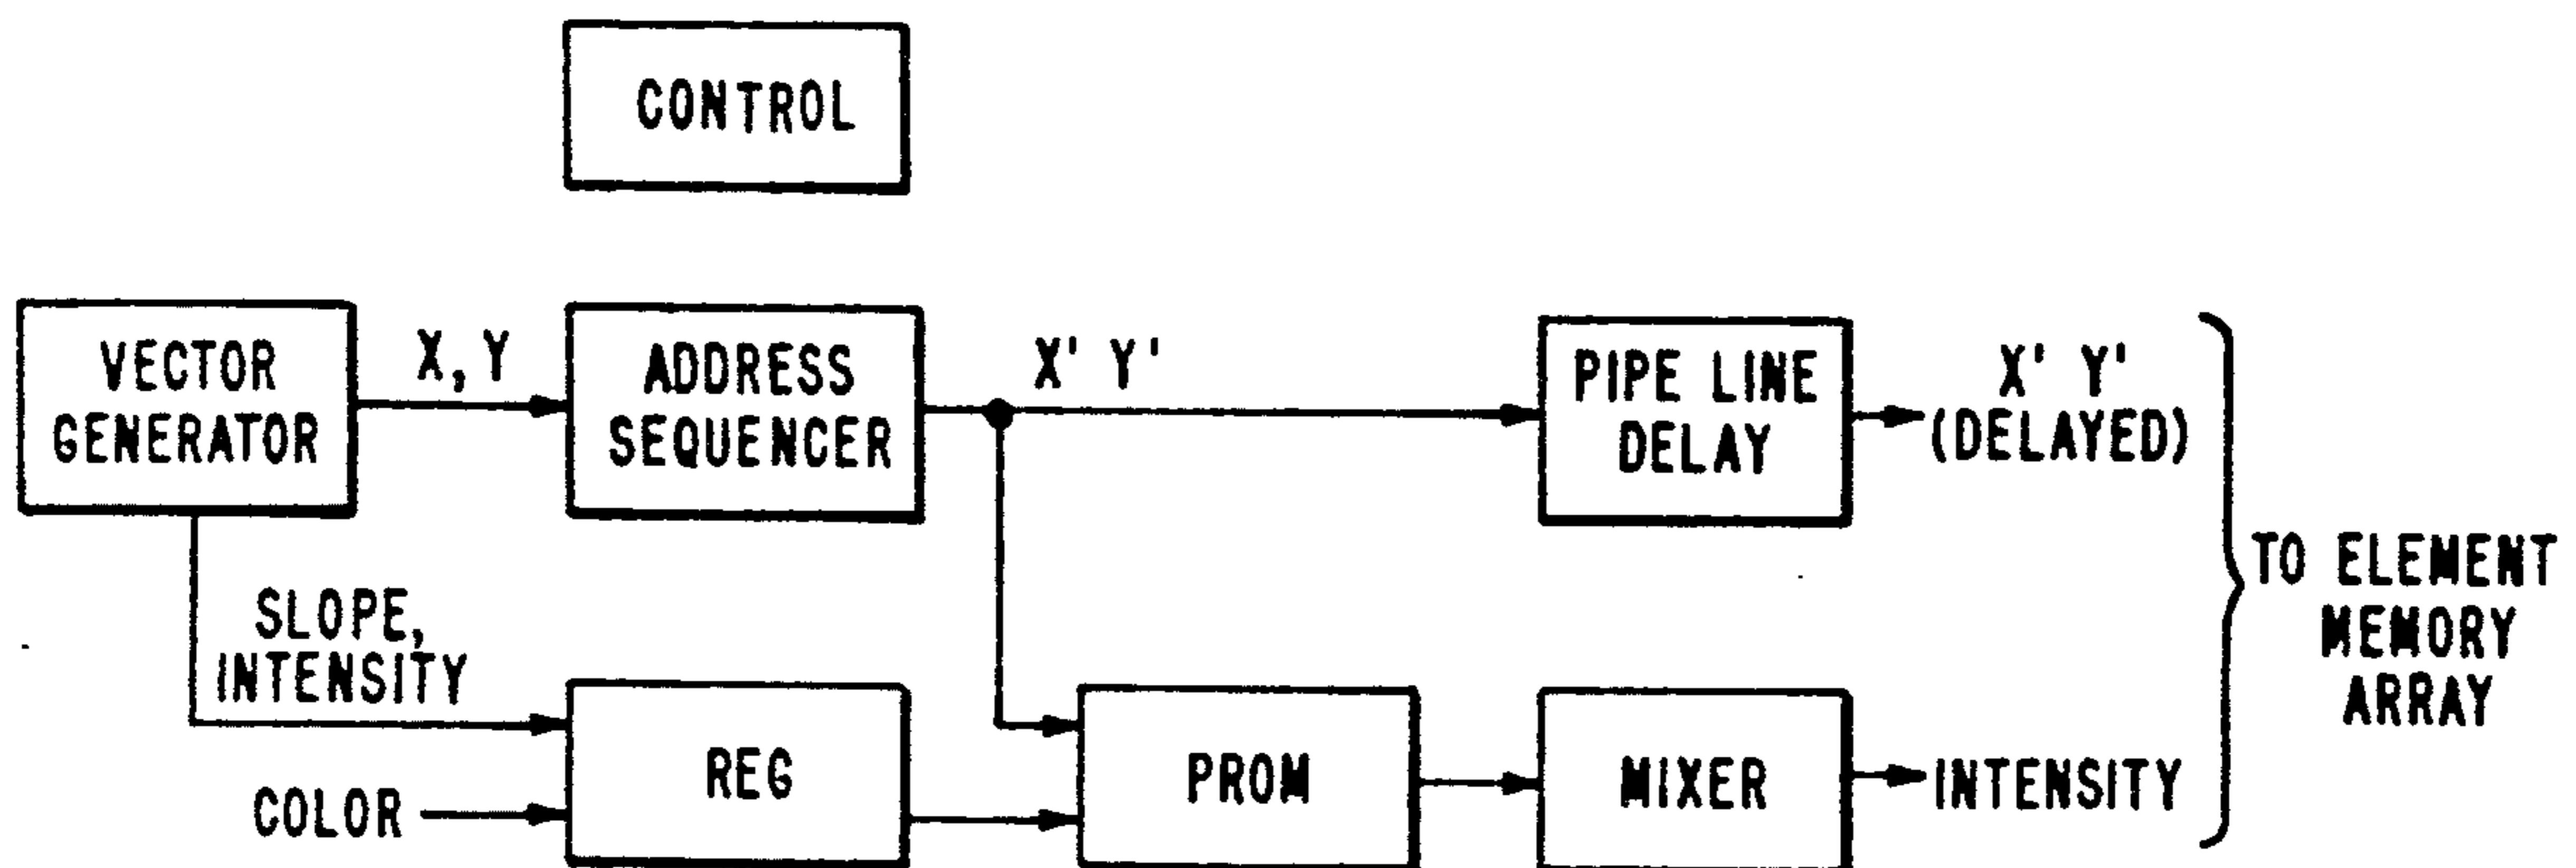 CONTROL
VECTOR
GENERATOR
X, Y
ADDRESS
SEQUENCER
X' Y'
PIPE LINE
DELAY
X' Y'
(DELAYED)
TO ELEMENT
MEMORY
ARRAY
SLOPE,
INTENSITY
COLOR
REG
PROM
MIXER
INTENSITY